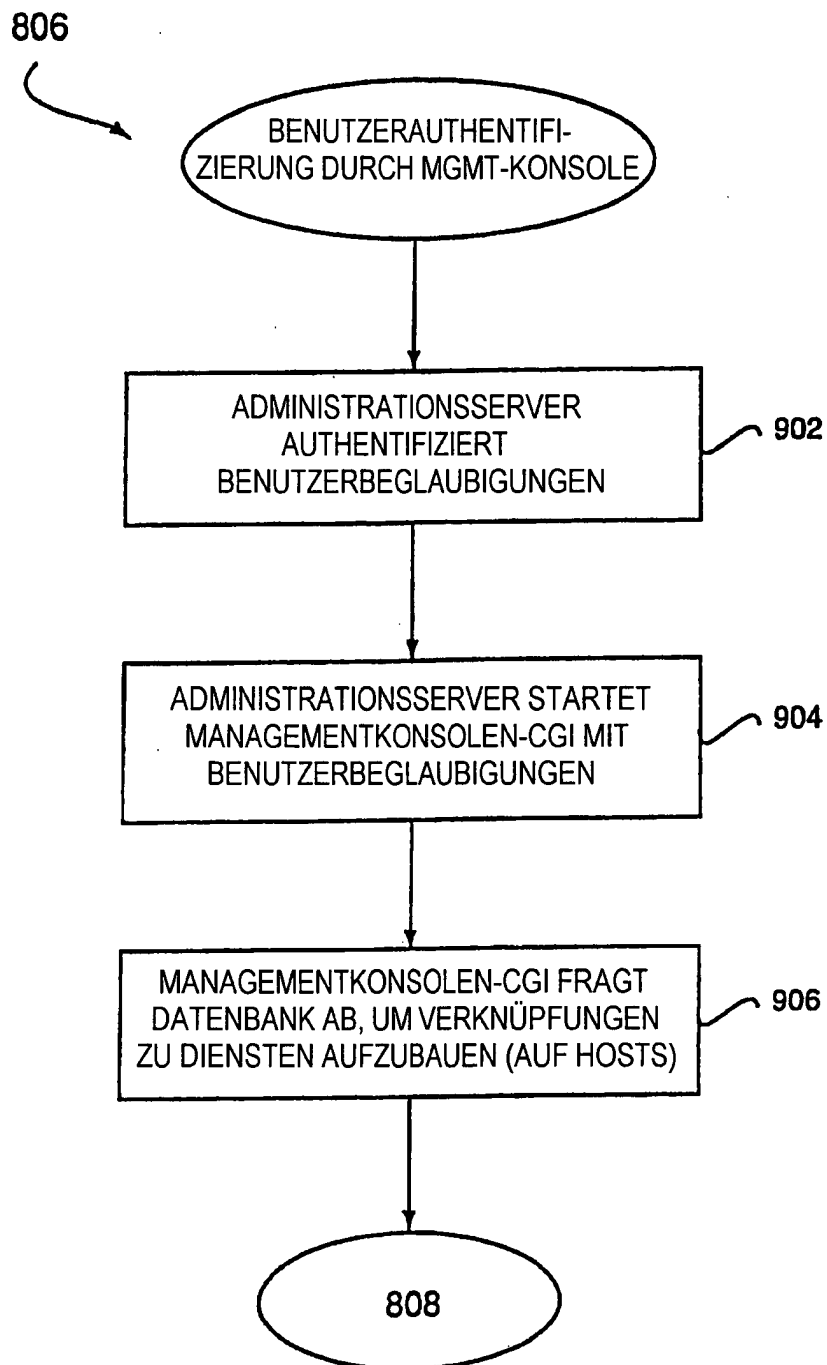 806
BENUTZERAUTHENTIFI-
ZIERUNG DURCH MGMT-KONSOLE
ADMINISTRATIONSSERVER
AUTHENTIFIZIERT
BENUTZERBEGLAUBIGUNGEN
902
ADMINISTRATIONSSERVER STARTET
MANAGEMENTKONSOLEN-CGI MIT
BENUTZERBEGLAUBIGUNGEN
904
MANAGEMENTKONSOLEN-CGI FRAGT
DATENBANK AB, UM VERKNÜPFUNGEN
ZU DIENSTEN AUFZUBAUEN (AUF HOSTS)
906
808